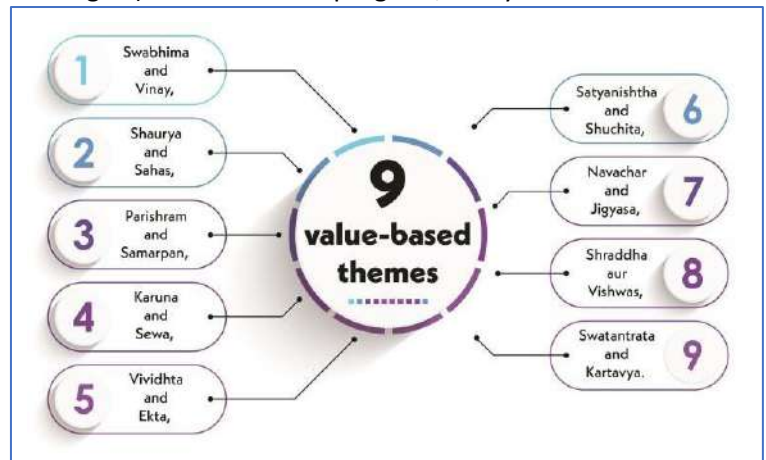 1
Swabhima
and
Vinay,
2
Shaurya
and
Sahas,
3
Parishram
and
Samarpan,
4
Karuna
and
Sewa,
5
Vividhta
and
Ekta,
9
value-based
themes
Satyanishtha
and
Shuchita,
6
Navachar
and
Jigyasa,
7
Shraddha
aur
Vishwas,
8
Swatantrata
and
Kartavya.
9